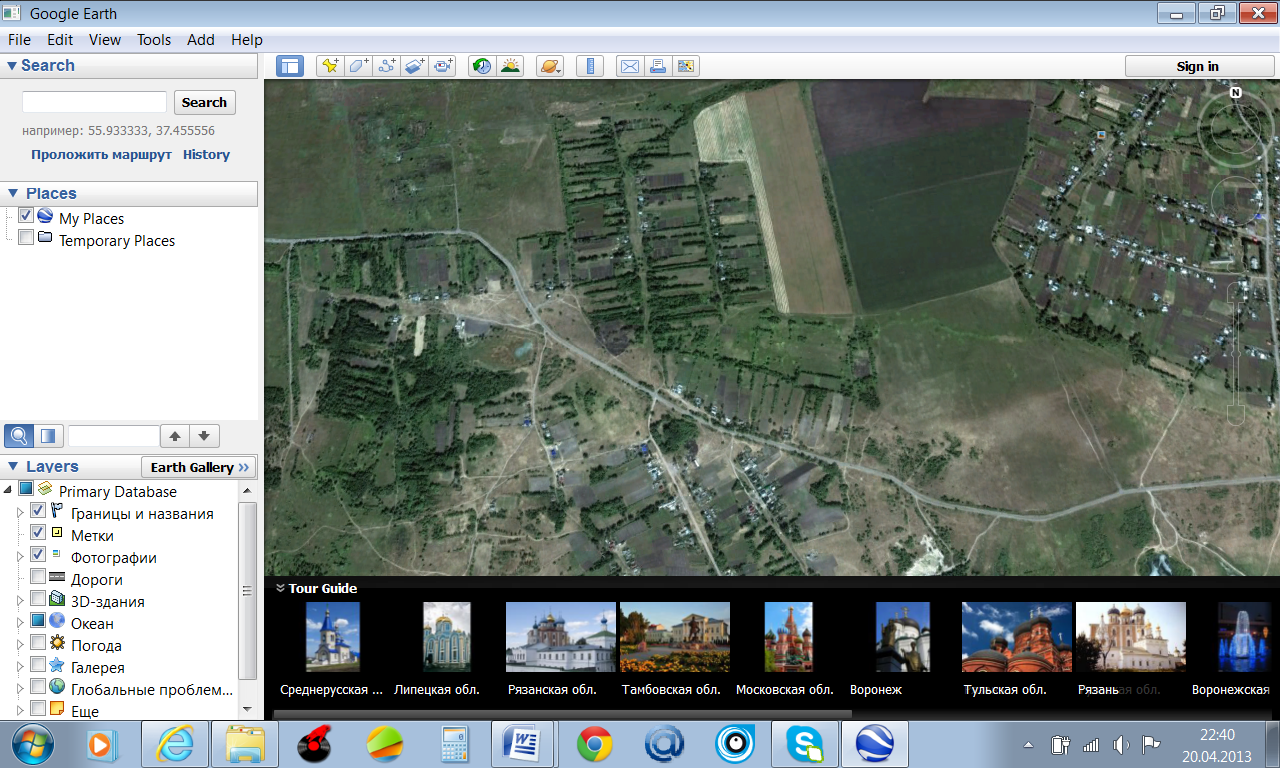 Google Earth
File Edit View Tools Add Help
Search
Sign in
N
Search
например: 55.933333, 37.455556
Проложить маршрут History
Places
My Places
Temporary Places
Layers
Earth Gallery »
Primary Database
Границы и названия
Метки
Фотографии
Дороги
3D-здания
Океан
Погода
Галерея
Глобальные проблем...
Еще
Tour Guide
Среднерусская ... Липецкая обл. Рязанская обл. Тамбовская обл. Московская обл. Воронеж Тульская обл. Рязань ая обл. Воронежская
22:40
20.04.2013